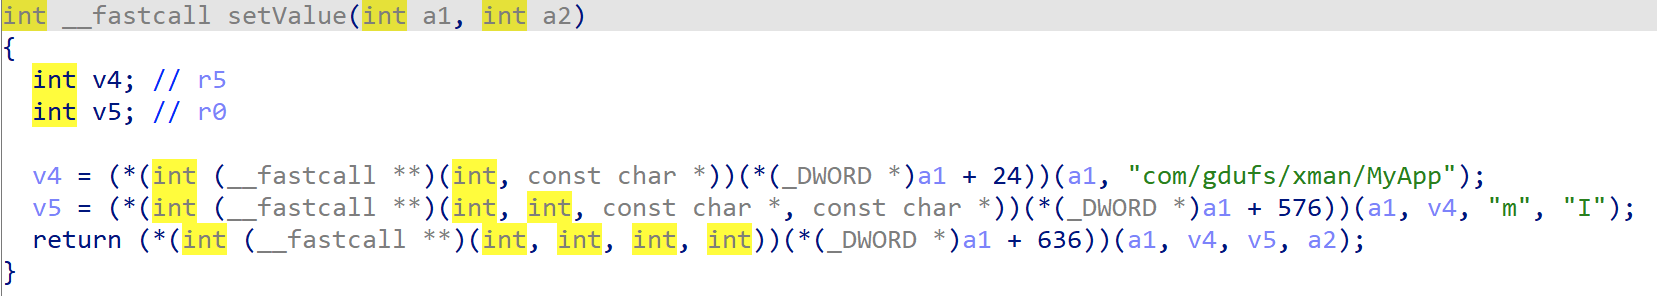 int __fastcall setValue(int a1, int a2)
{
int v4; // r5
int v5; // r0
v4 = (*(int (__fastcall **)(int, const char *))(*(_DWORD *)a1 + 24))(a1, "com/gdufs/xman/MyApp");
v5 = (*(int (__fastcall **)(int, int, const char *, const char *))(*(_DWORD *)a1 + 576))(a1, v4, "m", "I");
return (*(int (__fastcall **)(int, int, int, int))(*(_DWORD *)a1 + 636))(a1, v4, v5, a2);
}